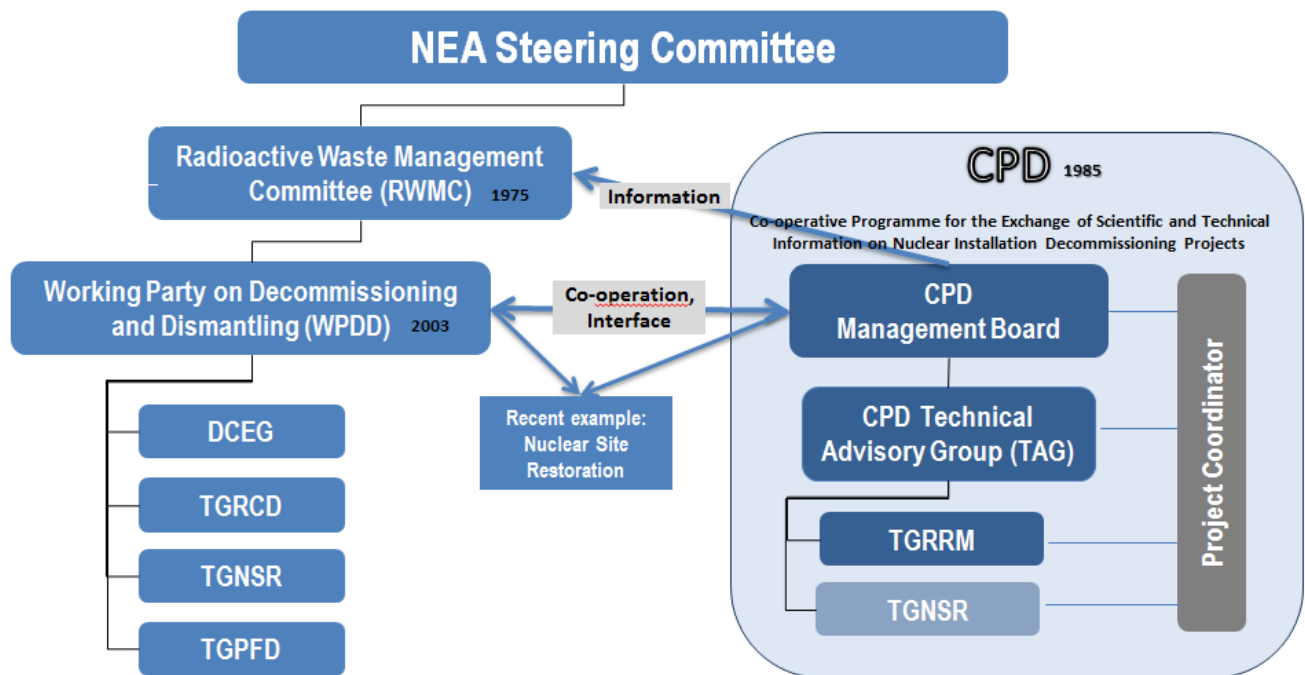 NEA Steering Committee
Radioactive Waste Management
Committee (RWMC) 1975
Working Party on Decommissioning
and Dismantling (WPDD) 2003
DCEG
TGRCD
TGNSR
TGPFD
Information
Co-operation,
Interface
Recent example:
Nuclear Site
Restoration
CPD 1985
Co-operative Programme for the Exchange of Scientific and Technical
Information on Nuclear Installation Decommissioning Projects
CPD
Management Board
CPD Technical
Advisory Group (TAG)
TGRRM
TGNSR
Project Coordinator